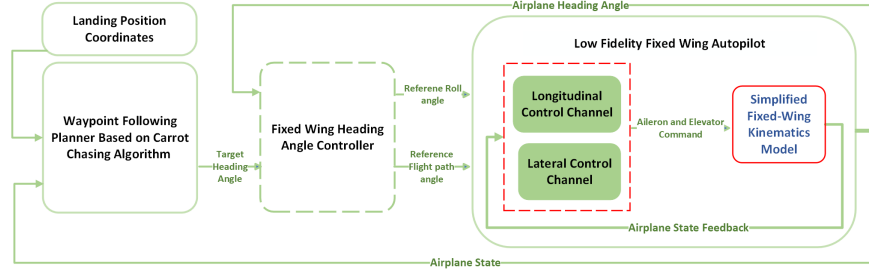 Airplane Heading Angle
Landing Position
Coordinates
Low Fidelity Fixed Wing Autopilot
Waypoint Following
Planner Based on Carrot
Chasing Algorithm
Target
Heading
Angle
Fixed Wing Heading
Angle Controller
Referene Roll
angle
Reference
Flight path
angle
Longitudinal
Control Channel
Lateral Control
Channel
Aileron and Elevator
Command
Simplified
Fixed-Wing
Kinematics
Model
Airplane State Feedback
Airplane State